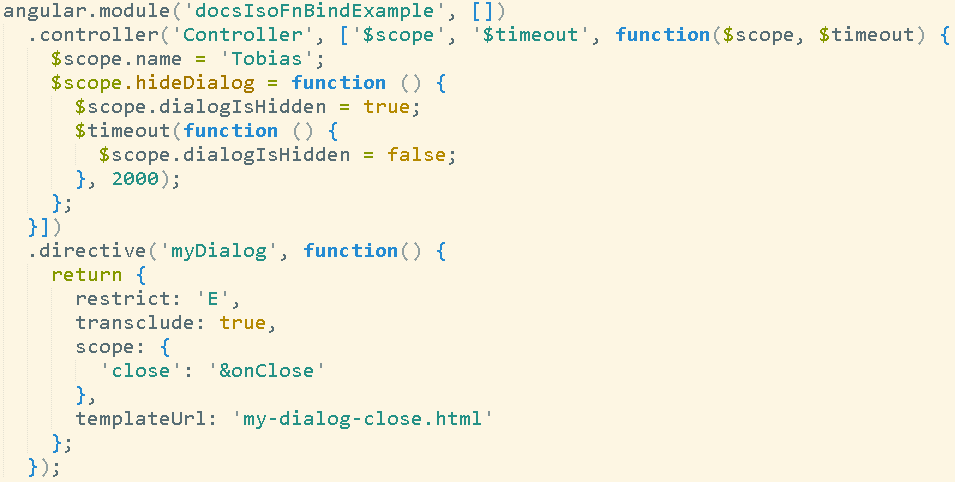 angular.module('docsIsoFnBindExample', [])
  .controller('Controller', ['$scope', '$timeout', function($scope, $timeout) {
    $scope.name = 'Tobias';
    $scope.hideDialog = function () {
      $scope.dialogIsHidden = true;
      $timeout(function () {
        $scope.dialogIsHidden = false;
      }, 2000);
    };
  }])
  .directive('myDialog', function() {
    return {
      restrict: 'E',
      transclude: true,
      scope: {
        'close': '&onClose'
      },
      templateUrl: 'my-dialog-close.html'
    };
  });